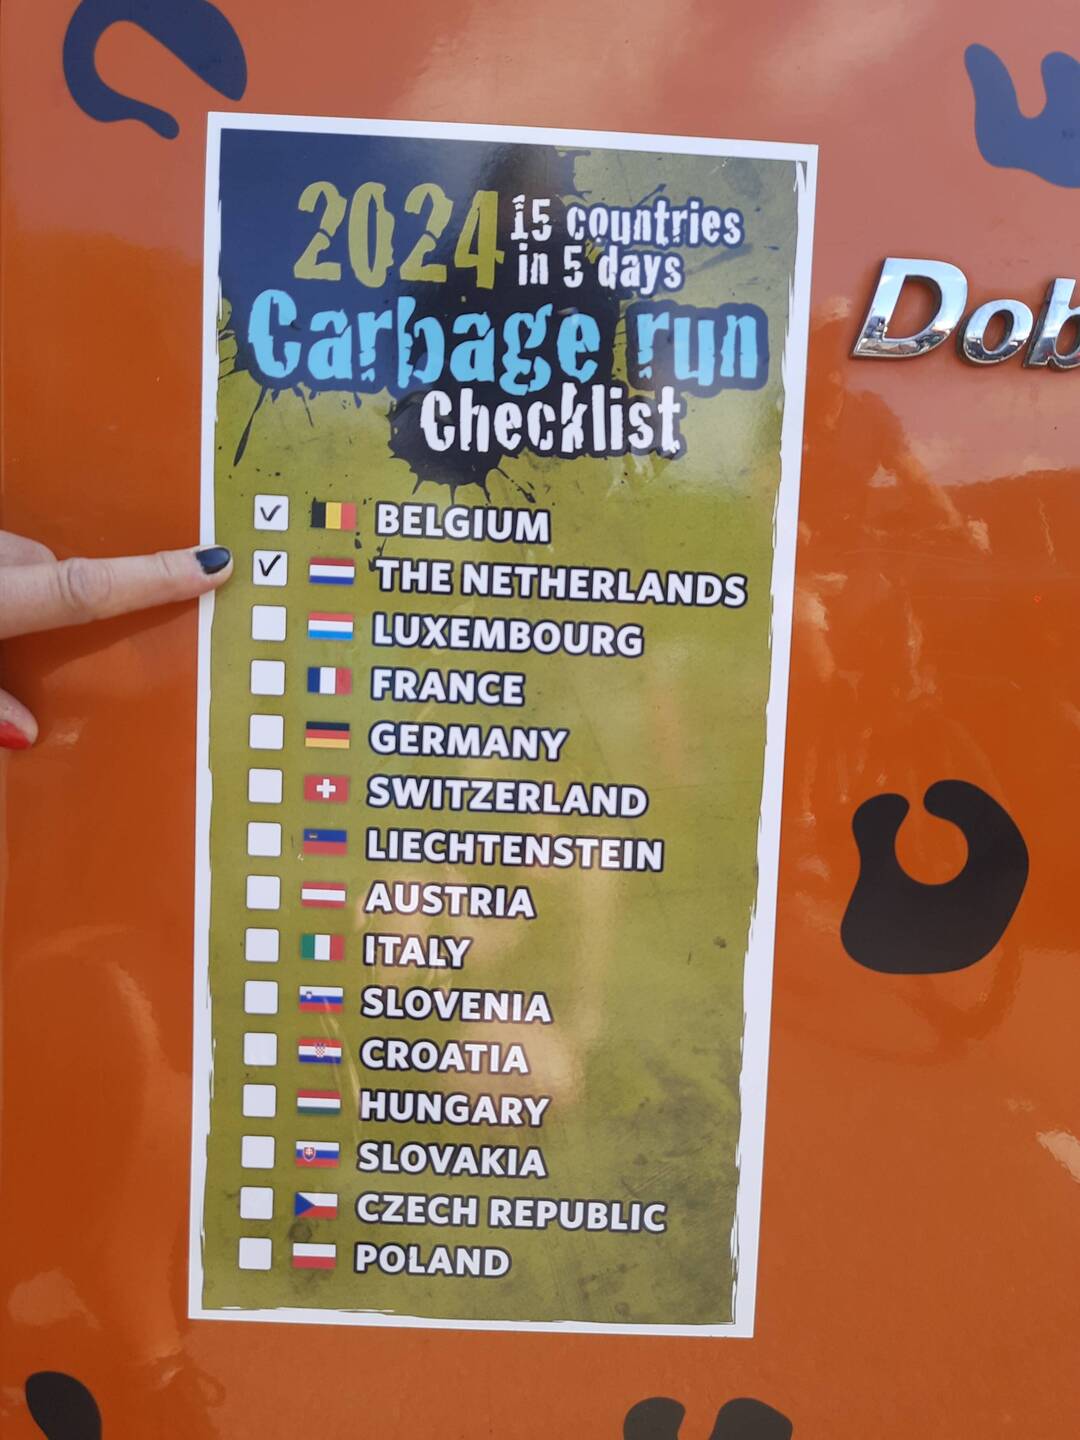 2024 15 countries
in 5 days
Carbage run
Checklist
BELGIUM
THE NETHERLANDS
LUXEMBOURG
FRANCE
GERMANY
SWITZERLAND
LIECHTENSTEIN
AUSTRIA
ITALY
SLOVENIA
CROATIA
HUNGARY
SLOVAKIA
CZECH REPUBLIC
POLAND
Dob